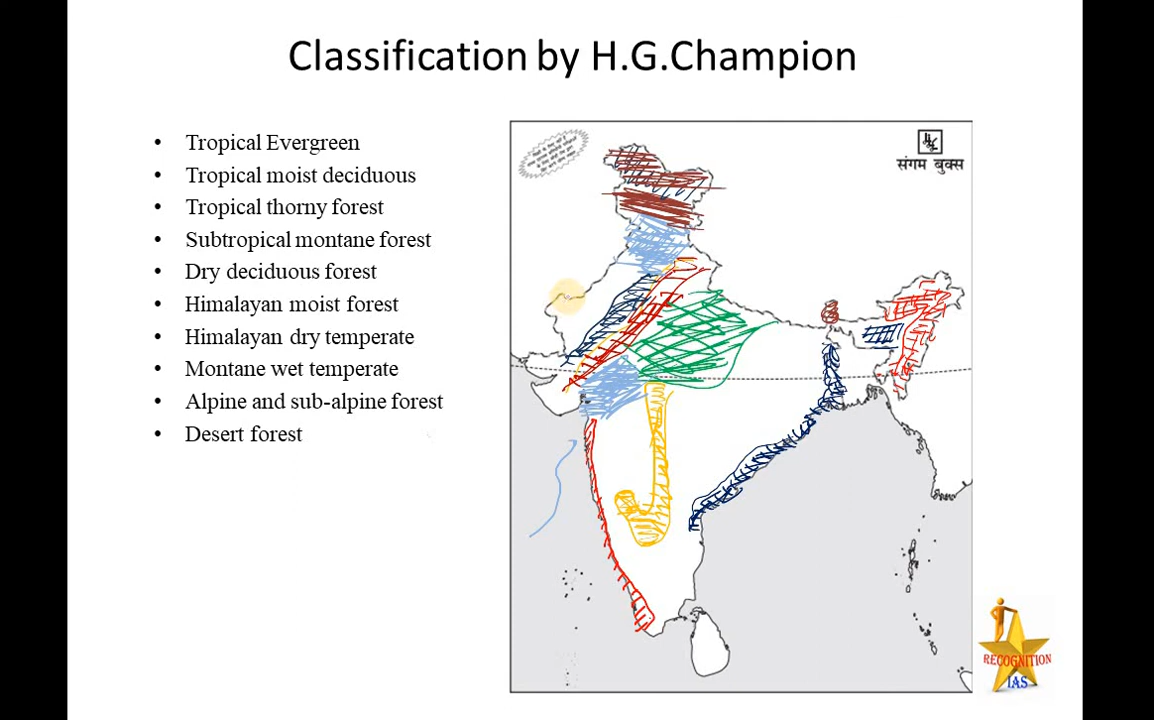 Classification by H.G.Champion
• Tropical Evergreen
• Tropical moist deciduous
• Tropical thorny forest
• Subtropical montane forest
• Dry deciduous forest
• Himalayan moist forest
• Himalayan dry temperate
• Montane wet temperate
• Alpine and sub-alpine forest
• Desert forest
संगम बुक्स
RECOGNITION
IAS